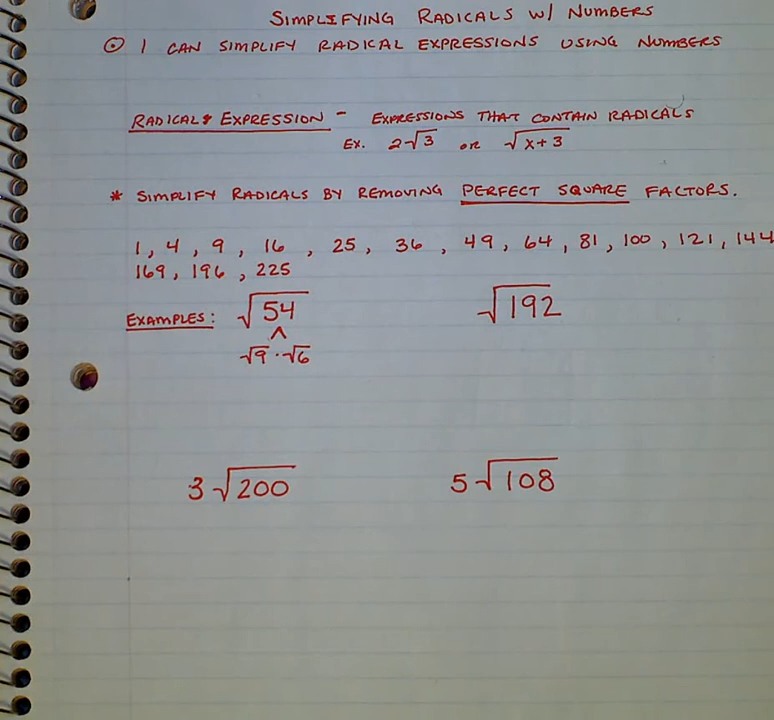 SIMPLIFYING RADICALS W/ NUMBERS
⊙ I CAN SIMPLIFY RADICAL EXPRESSIONS USING NUMBERS
RADICAL EXPRESSION - EXPRESSIONS THAT CONTAIN RADICALS
EX. 2√3 OR √x+3
* SIMPLIFY RADICALS BY REMOVING PERFECT SQUARE FACTORS.
1, 4, 9, 16, 25, 36, 49, 64, 81, 100, 121, 144
169, 196, 225
EXAMPLES: √54 √192
√9 · √6
3√200 5√108